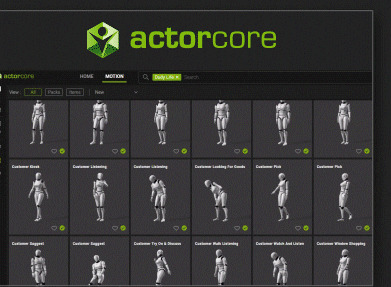 actorcore
actorcore
HOME
MOTION
Daily Life ×
Search
View:
All
Packs
Items
New
Customer Listening
Customer Listening
Customer Looking For Goods
Customer Pick
Customer Pick
Customer Suggest
Customer Suggest
Customer Try On & Discuss
Customer Walk Listening
Customer Watch And Listen
Customer Window Shopping